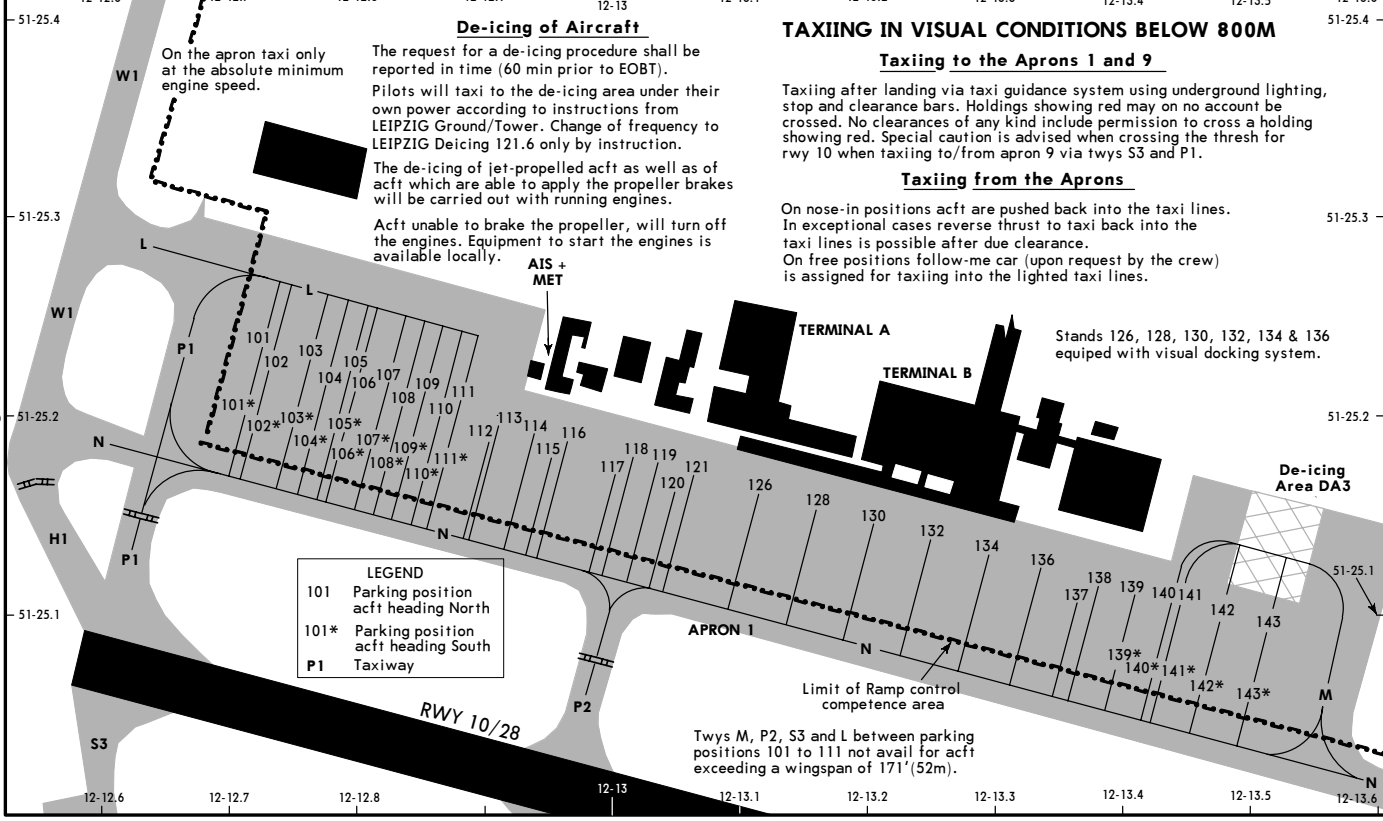 51-25.4
12-13
12-13.4
51-25.4
De-icing of Aircraft
The request for a de-icing procedure shall be
reported in time (60 min prior to EOBT).
Pilots will taxi to the de-icing area under their
own power according to instructions from
LEIPZIG Ground/Tower. Change of frequency to
LEIPZIG Deicing 121.6 only by instruction.
The de-icing of jet-propelled acft as well as of
acft which are able to apply the propeller brakes
will be carried out with running engines.
Acft unable to brake the propeller, will turn off
the engines. Equipment to start the engines is
available locally.
TAXIING IN VISUAL CONDITIONS BELOW 800M
Taxiing to the Aprons 1 and 9
Taxiing after landing via taxi guidance system using underground lighting,
stop and clearance bars. Holdings showing red may on no account be
crossed. No clearances of any kind include permission to cross a holding
showing red. Special caution is advised when crossing the thresh for
rwy 10 when taxiing to/from apron 9 via twys S3 and P1.
Taxiing from the Aprons
On nose-in positions acft are pushed back into the taxi lines.
In exceptional cases reverse thrust to taxi back into the
taxi lines is possible after due clearance.
On free positions follow-me car (upon request by the crew)
is assigned for taxiing into the lighted taxi lines.
On the apron taxi only
at the absolute minimum
engine speed.
W1
51-25.3
51-25.3
L
L
AIS +
MET
W1
P1
TERMINAL A
TERMINAL B
Stands 126, 128, 130, 132, 134 & 136
equiped with visual docking system.
101
102
103
104
105
106
107
108
109
110
111
101*
102*
103*
104*
105*
106*
107*
108*
109*
110*
111*
112
113
114
115
116
117
118
119
120
121
126
128
130
132
134
136
137
138
139
140
141
142
143
139*
140*
141*
142*
143*
51-25.2
51-25.2
N
De-icing
Area DA3
H1
P1
N
51-25.1
51-25.1
LEGEND
101 Parking position
acft heading North
101* Parking position
acft heading South
P1 Taxiway
APRON 1
N
Limit of Ramp control
competence area
M
P2
RWY 10/28
S3
Twys M, P2, S3 and L between parking
positions 101 to 111 not avail for acft
exceeding a wingspan of 171'(52m).
N
12-12.6
12-12.7
12-12.8
12-13
12-13.1
12-13.2
12-13.3
12-13.4
12-13.5
12-13.6